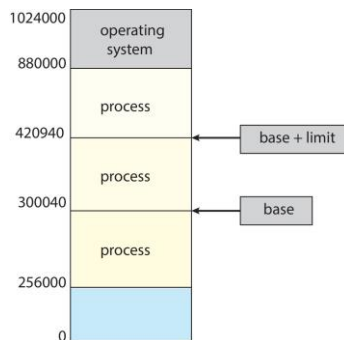 1024000
operating
system
880000
process
420940
base + limit
process
300040
base
process
256000
0